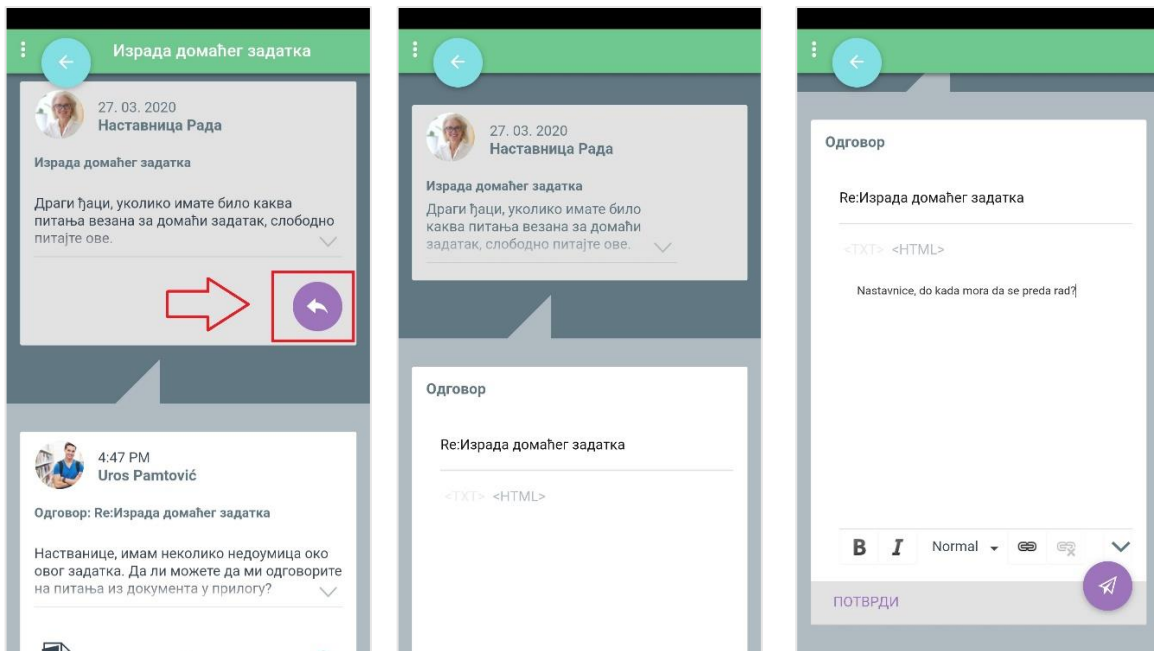 Израда домаћег задатка
27. 03. 2020
Наставница Рада
Израда домаћег задатка
Драги ђаци, уколико имате било каква
питања везана за домаћи задатак, слободно
питајте ове.
4:47 PM
Uros Pamtović
Одговор: Re:Израда домаћег задатка
Настванице, имам неколико недоумица око
овог задатка. Да ли можете да ми одговорите
на питања из документа у прилогу?
27. 03. 2020
Наставница Рада
Израда домаћег задатка
Драги ђаци, уколико имате било
каква питања везана за домаћи
задатак, слободно питајте ове.
Одговор
Re:Израда домаћег задатка
<TXT> <HTML>
Одговор
Re:Израда домаћег задатка
<TXT> <HTML>
Nastavnice, do kada mora da se preda rad?
B I Normal
ПОТВРДИ